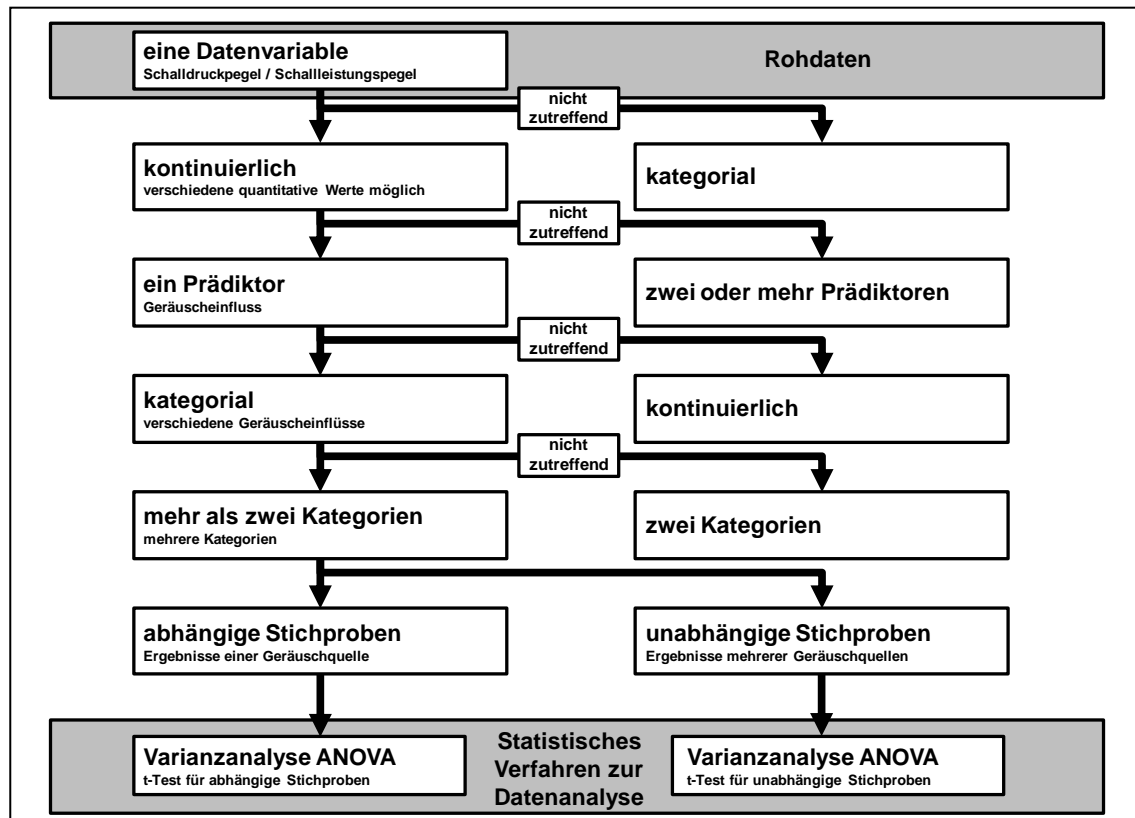 eine Datenvariable
Schalldruckpegel / Schallleistungspegel
Rohdaten
nicht
zutreffend
kontinuierlich
verschiedene quantitative Werte möglich
kategorial
nicht
zutreffend
ein Prädiktor
Geräuscheinfluss
zwei oder mehr Prädiktoren
nicht
zutreffend
kategorial
verschiedene Geräuscheinflüsse
kontinuierlich
nicht
zutreffend
mehr als zwei Kategorien
mehrere Kategorien
zwei Kategorien
abhängige Stichproben
Ergebnisse einer Geräuschquelle
unabhängige Stichproben
Ergebnisse mehrerer Geräuschquellen
Varianzanalyse ANOVA
t-Test für abhängige Stichproben
Statistisches
Verfahren zur
Datenanalyse
Varianzanalyse ANOVA
t-Test für unabhängige Stichproben